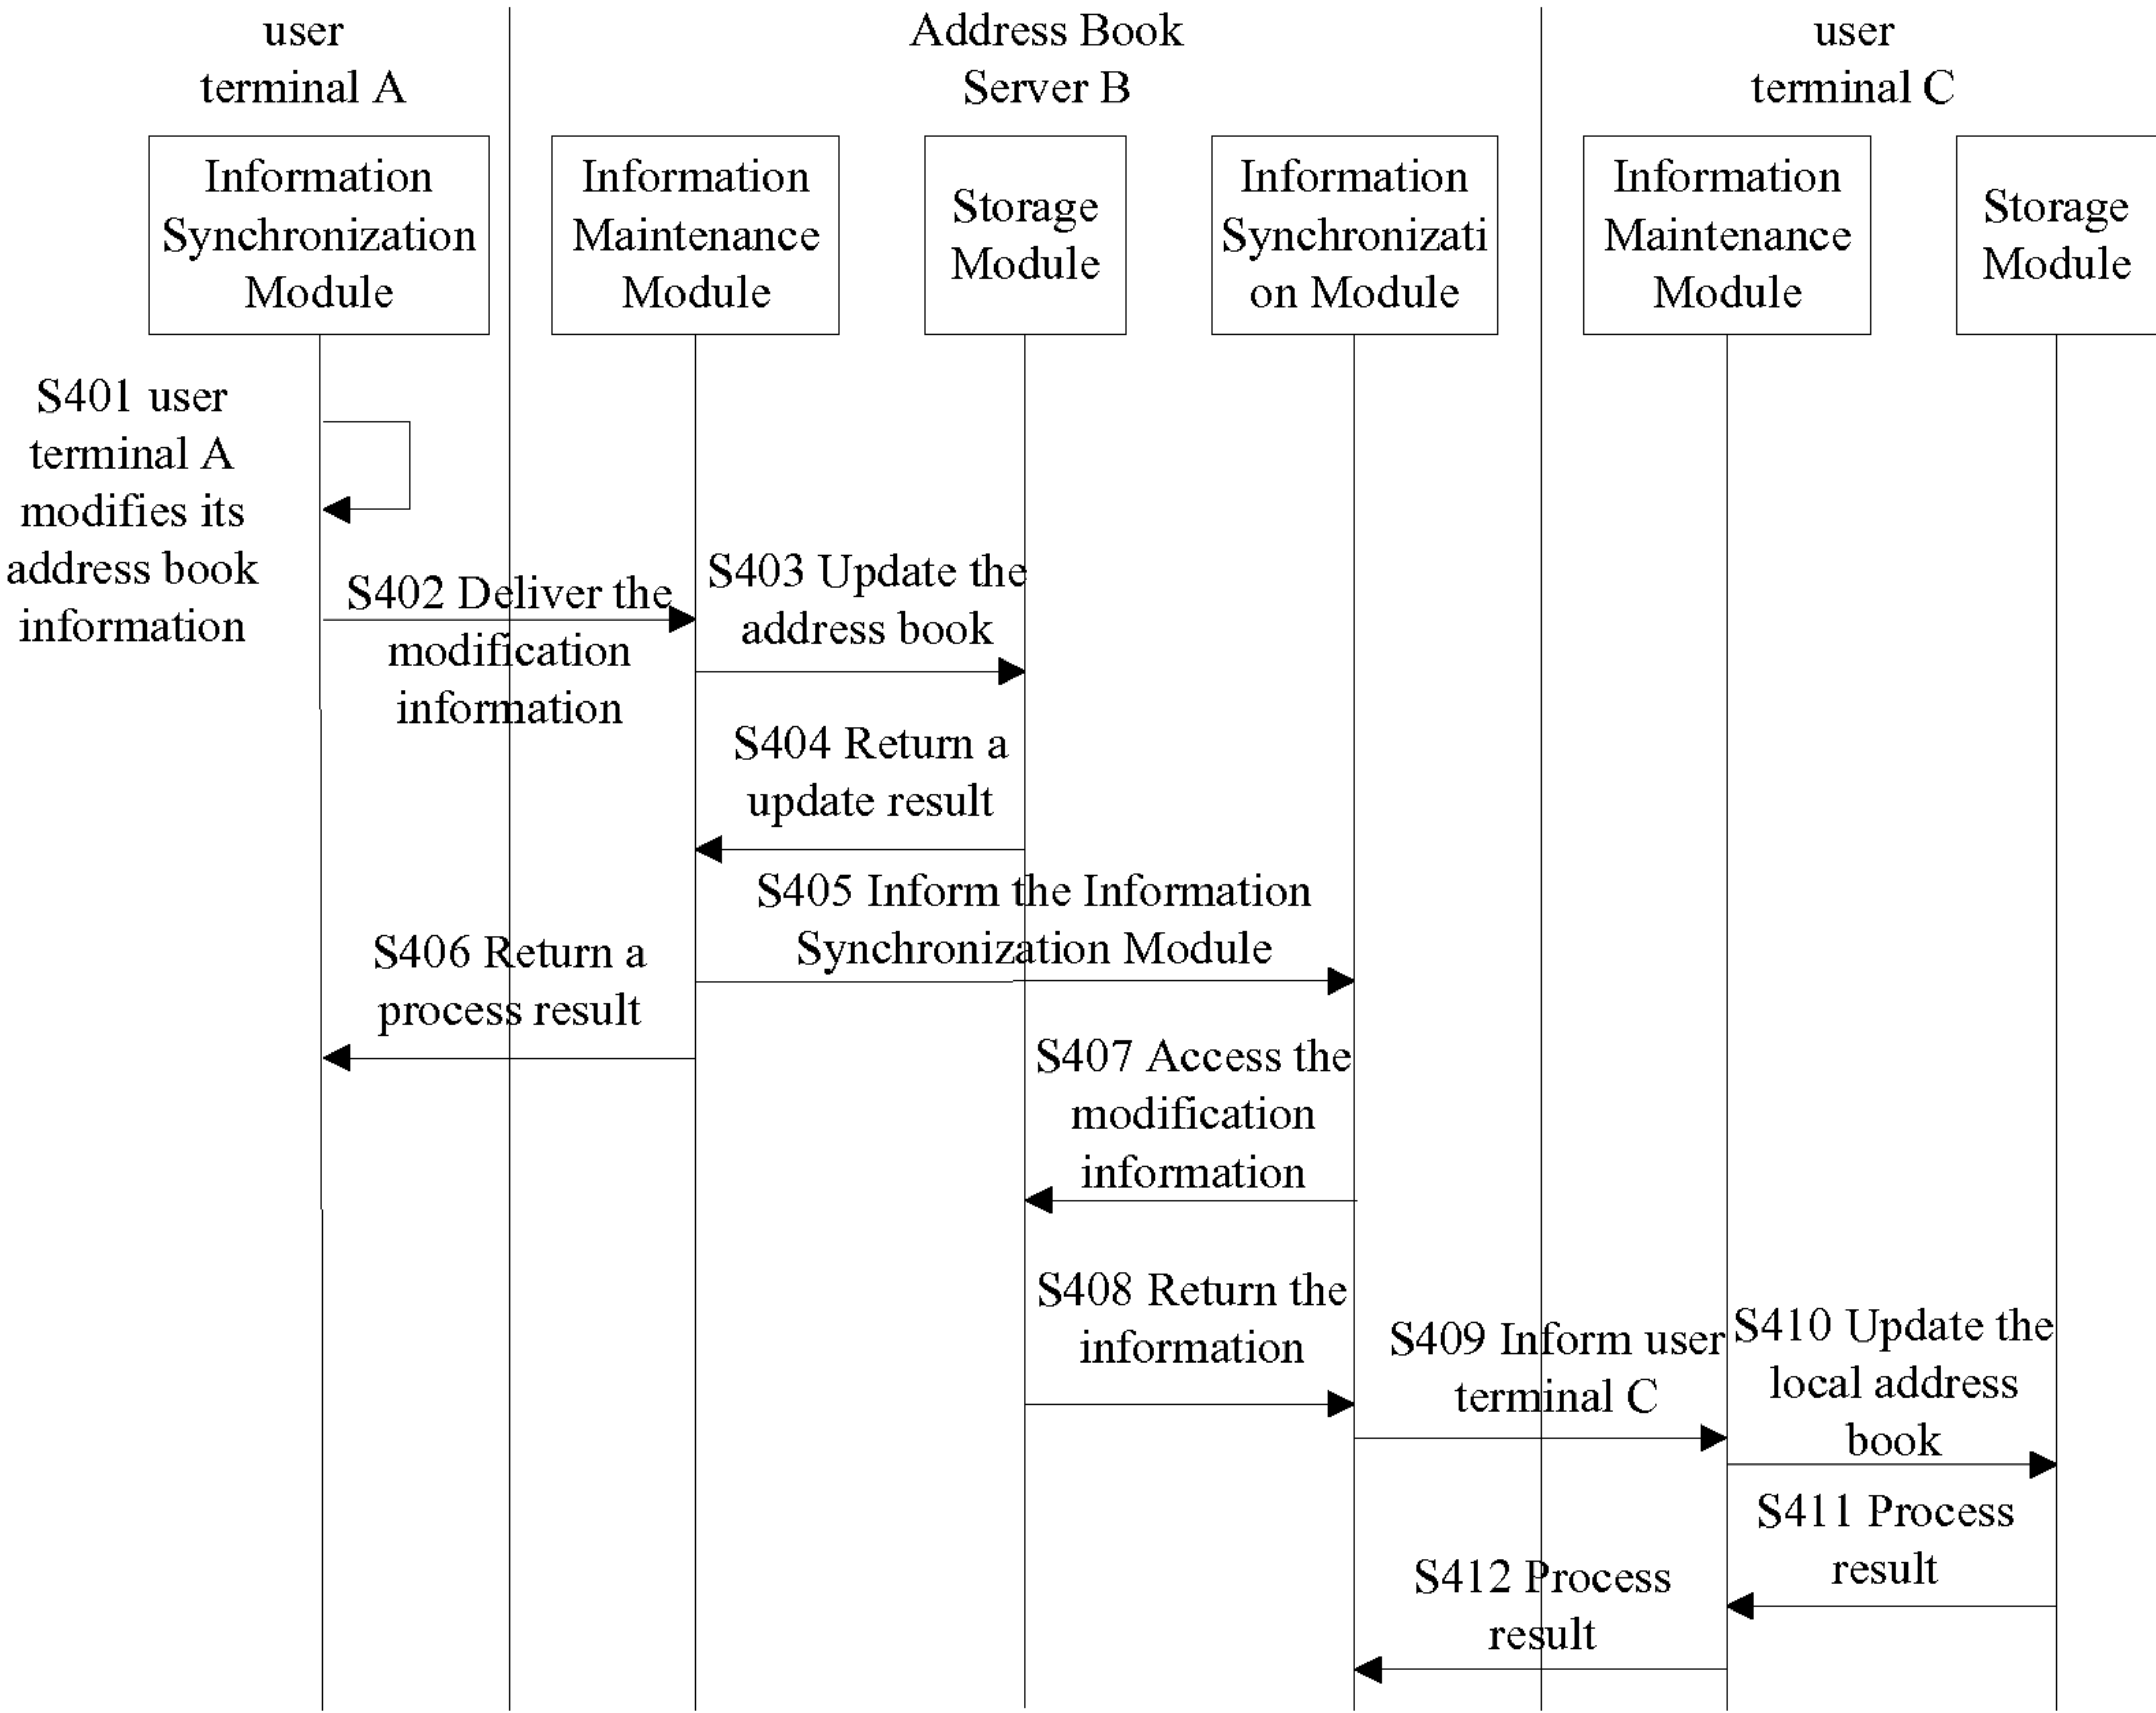 user
terminal A
Address Book
Server B
user
terminal C
Information
Synchronization
Module
Information
Maintenance
Module
Storage
Module
Information
Synchronizati
on Module
Information
Maintenance
Module
Storage
Module
S401 user
terminal A
modifies its
address book
information
S402 Deliver the
modification
information
S403 Update the
address book
S404 Return a
update result
S405 Inform the Information
Synchronization Module
S406 Return a
process result
S407 Access the
modification
information
S408 Return the
information
S409 Inform user
terminal C
S410 Update the
local address
book
S411 Process
result
S412 Process
result